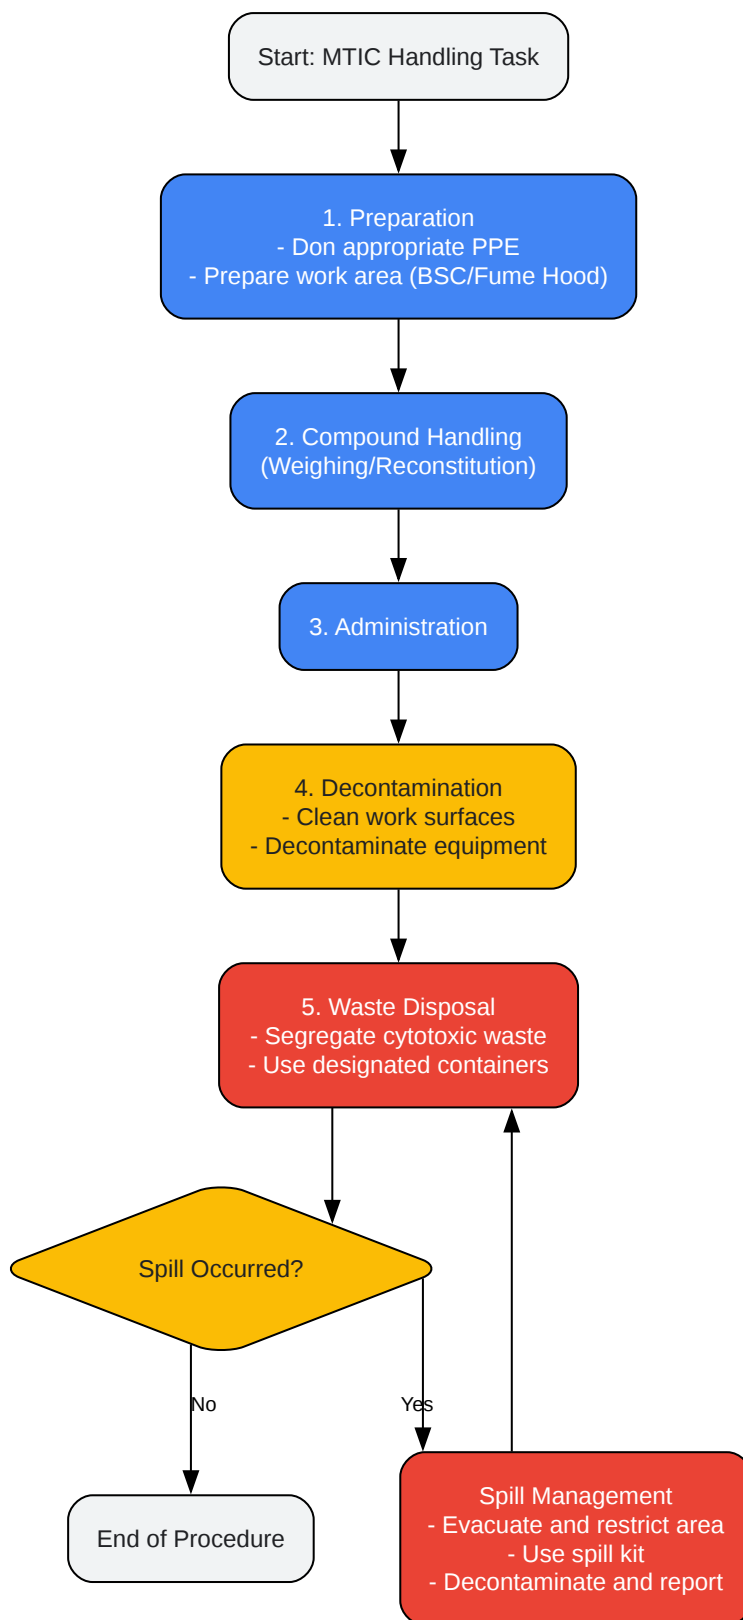 Start: MTIC Handling Task
1. Preparation
- Don appropriate PPE
- Prepare work area (BSC/Fume Hood)
2. Compound Handling
(Weighing/Reconstitution)
3. Administration
4. Decontamination
- Clean work surfaces
- Decontaminate equipment
5. Waste Disposal
- Segregate cytotoxic waste
- Use designated containers
Spill Occurred?
No
Yes
End of Procedure
Spill Management
- Evacuate and restrict area
- Use spill kit
- Decontaminate and report